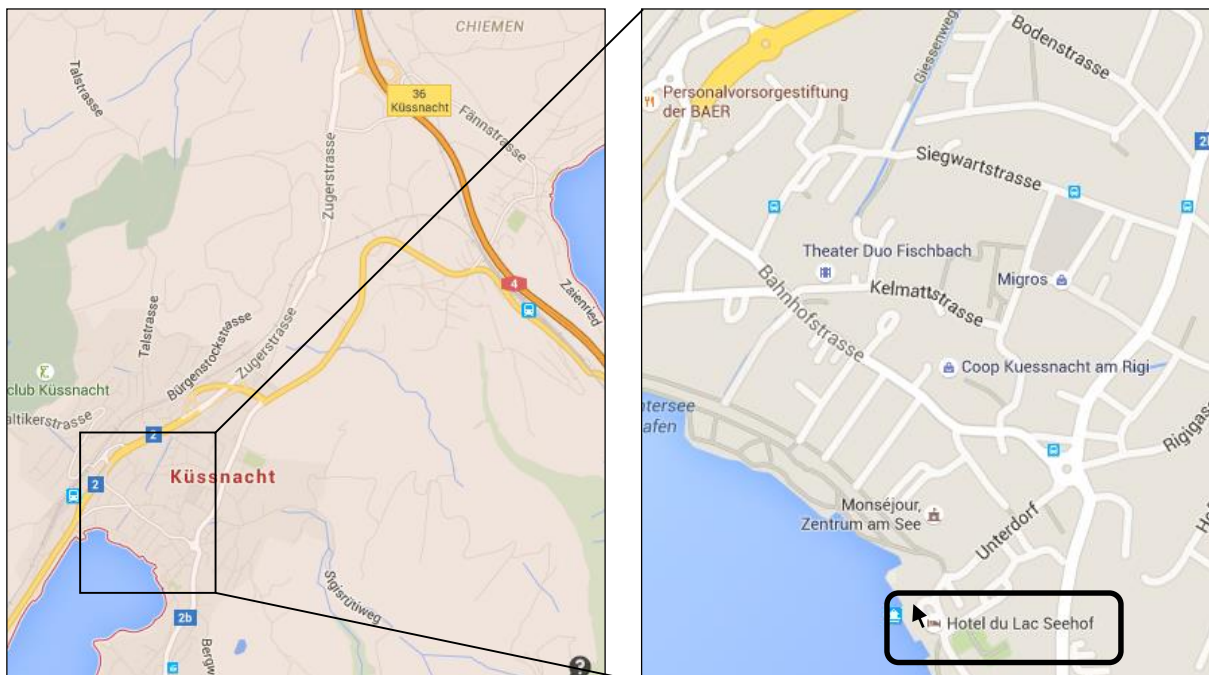 CHIEMEN
Talstrasse
36
Küssnacht
Fännstrasse
Zugerstrasse
4
Zaienried
Talstrasse
Bürgenstockstrasse
Zugerstrasse
club Küssnacht
altikerstrasse
2
Küssnacht
2
Sigisrütiweg
2b
Bergw
?
Giessenweg
Bodenstrasse
Personalvorsorgestiftung
der BAER
Siegwartstrasse
Theater Duo Fischbach
Migros
Kelmattstrasse
Bahnhofstrasse
Coop Kuessnacht am Rigi
ntersee
afen
Rigigass
Monséjour,
Zentrum am See
Unterdorf
Hotel du Lac Seehof